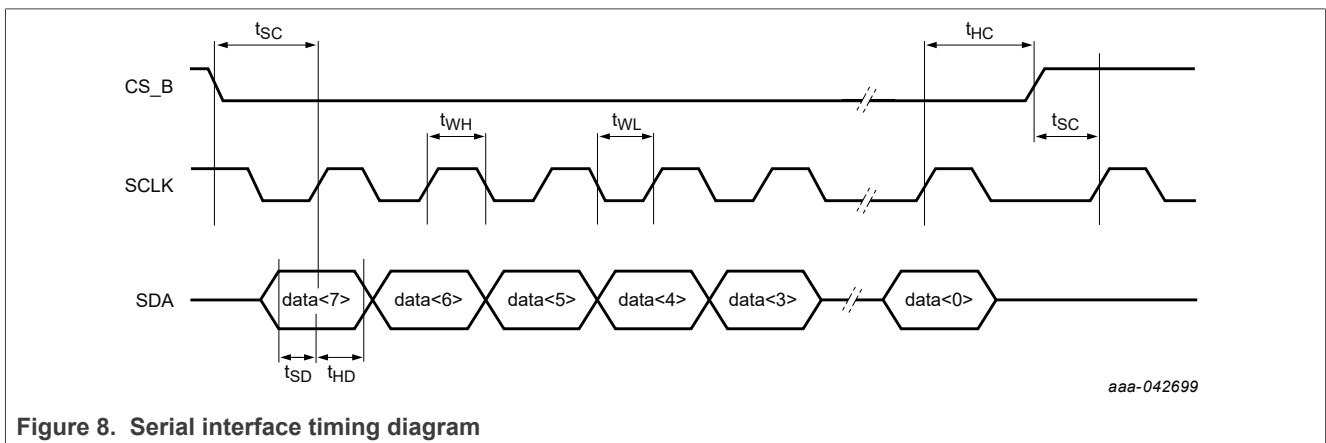 tSC
tHC
CS_B
tWH
tWL
tSC
SCLK
SDA
data<7>
data<6>
data<5>
data<4>
data<3>
data<0>
tSD
tHD
aaa-042699
Figure 8. Serial interface timing diagram